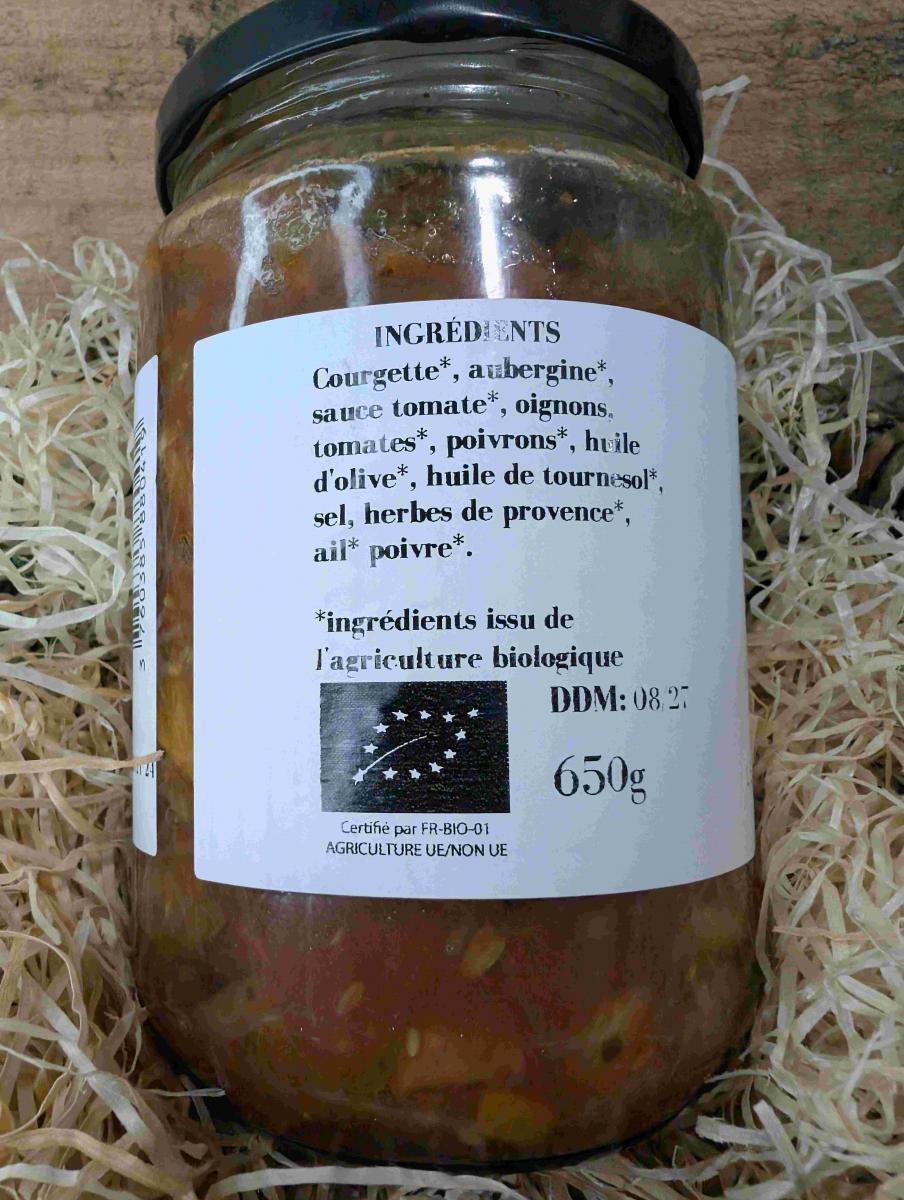 INGRÉDIENTS
Courgette*, aubergine*,
sauce tomate*, oignons,
tomates*, poivrons*, huile
d'olive*, huile de tournesol*,
sel, herbes de provence*,
ail* poivre*.
*ingrédients issu de
l'agriculture biologique
DDM: 08/27
650g
Certifié par FR-BIO-01
AGRICULTURE UE/NON UE